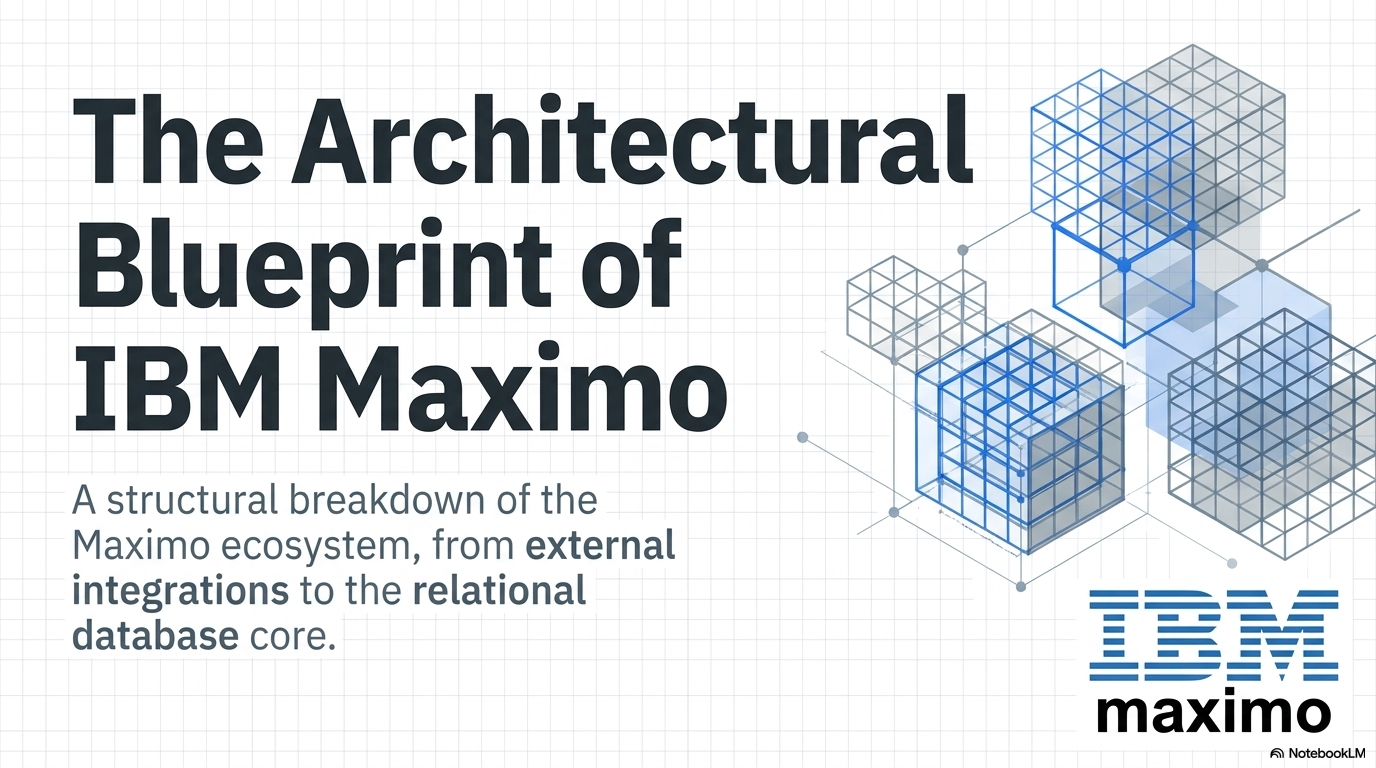 The Architectural
Blueprint of
IBM Maximo
A structural breakdown of the
Maximo ecosystem, from external
integrations to the relational
database core.
IBM
maximo
NotebookLM